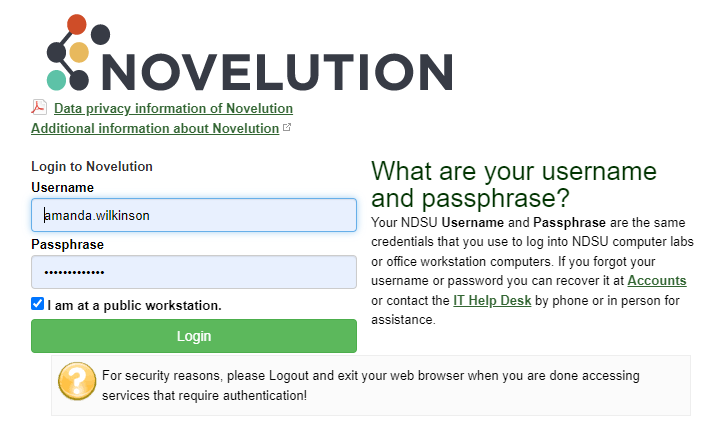 NOVELUTION
Data privacy information of Novelution
Additional information about Novelution
Login to Novelution
Username
amanda.wilkinson
Passphrase
•••••••••••••
I am at a public workstation.
Login
What are your username
and passphrase?
Your NDSU Username and Passphrase are the same
credentials that you use to log into NDSU computer labs
or office workstation computers. If you forgot your
username or password you can recover it at Accounts
or contact the IT Help Desk by phone or in person for
assistance.
For security reasons, please Logout and exit your web browser when you are done accessing
services that require authentication!